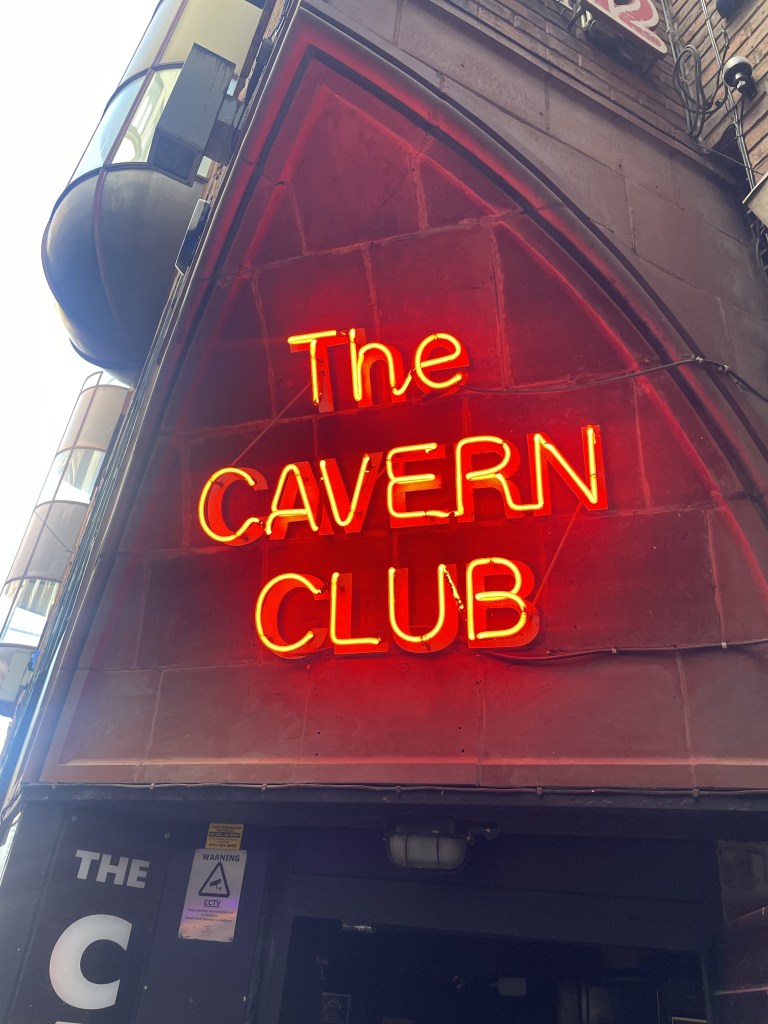 The
CAVERN
CLUB
THE
C
WARNING
CCTV